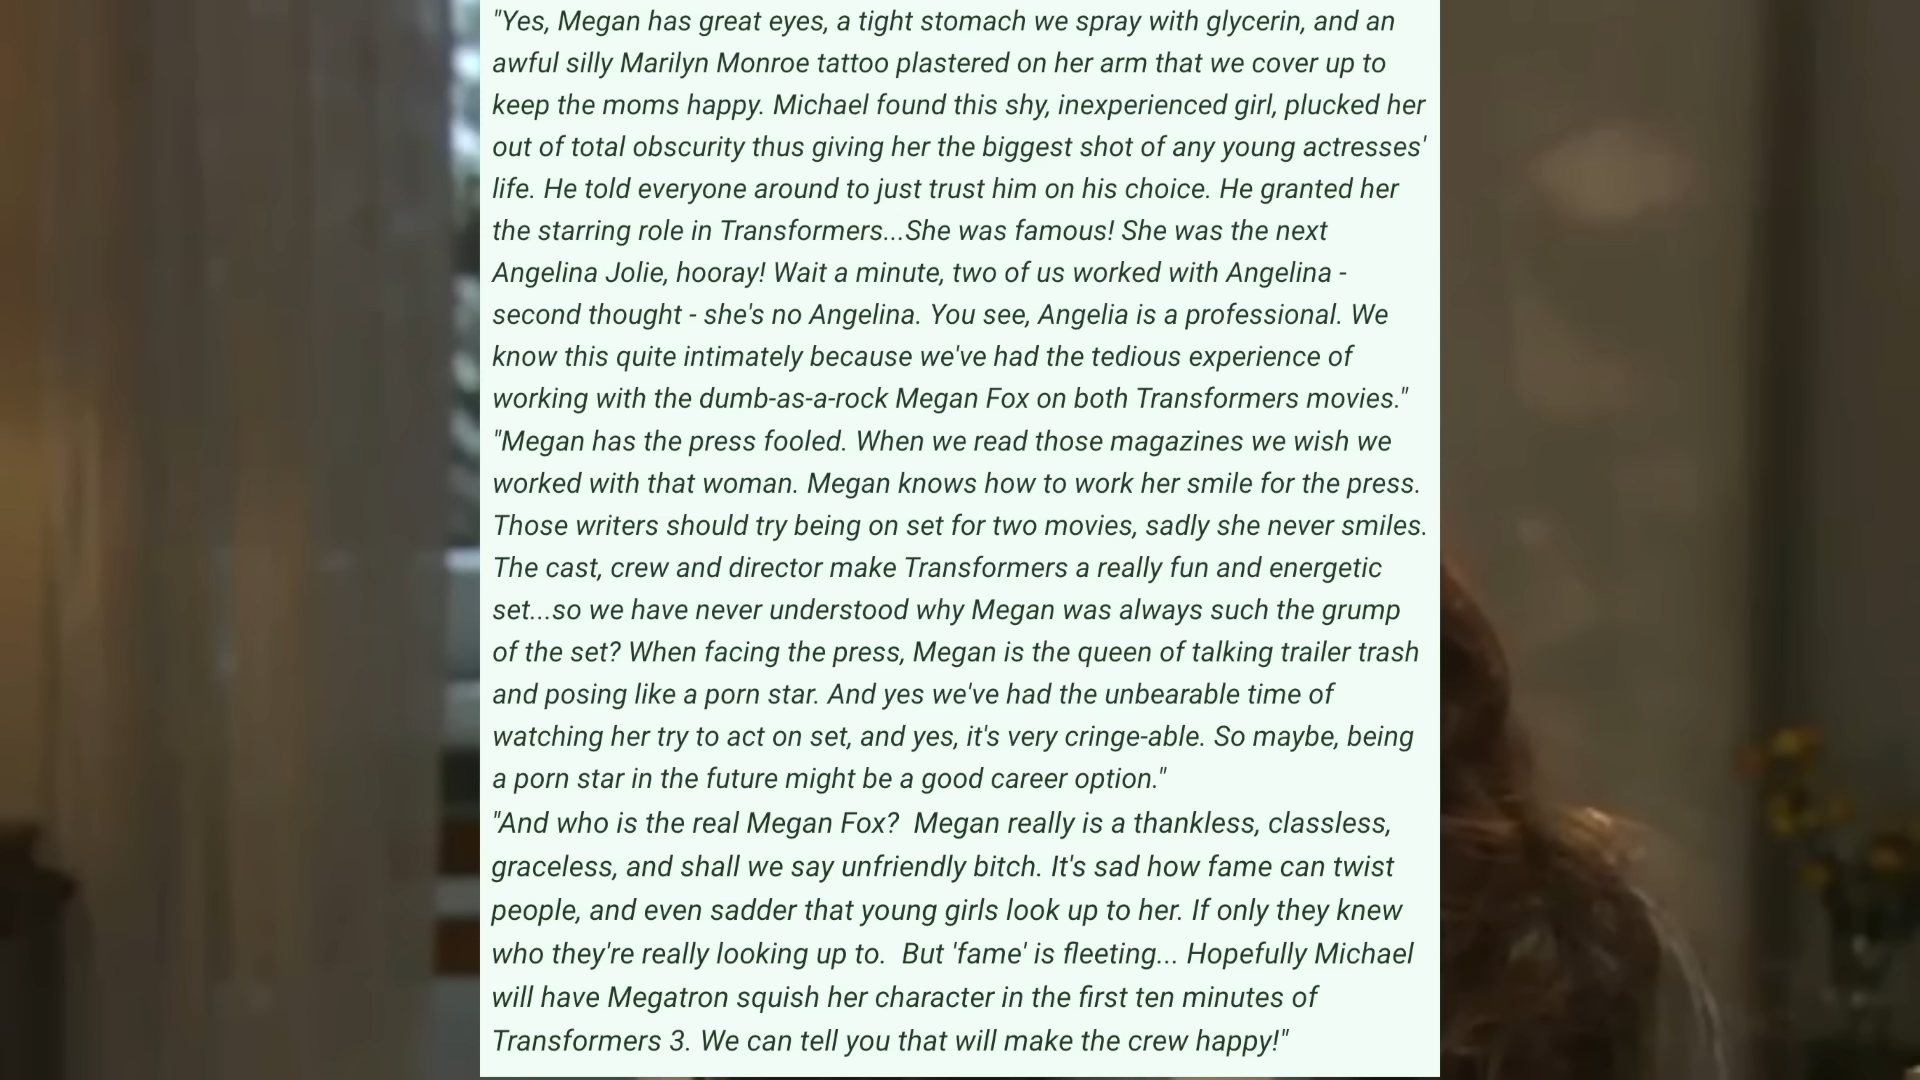 "Yes, Megan has great eyes, a tight stomach we spray with glycerin, and an
awful silly Marilyn Monroe tattoo plastered on her arm that we cover up to
keep the moms happy. Michael found this shy, inexperienced girl, plucked her
out of total obscurity thus giving her the biggest shot of any young actresses'
life. He told everyone around to just trust him on his choice. He granted her
the starring role in Transformers...She was famous! She was the next
Angelina Jolie, hooray! Wait a minute, two of us worked with Angelina -
second thought - she's no Angelina. You see, Angelia is a professional. We
know this quite intimately because we've had the tedious experience of
working with the dumb-as-a-rock Megan Fox on both Transformers movies."
"Megan has the press fooled. When we read those magazines we wish we
worked with that woman. Megan knows how to work her smile for the press.
Those writers should try being on set for two movies, sadly she never smiles.
The cast, crew and director make Transformers a really fun and energetic
set...so we have never understood why Megan was always such the grump
of the set? When facing the press, Megan is the queen of talking trailer trash
and posing like a porn star. And yes we've had the unbearable time of
watching her try to act on set, and yes, it's very cringe-able. So maybe, being
a porn star in the future might be a good career option."
"And who is the real Megan Fox?  Megan really is a thankless, classless,
graceless, and shall we say unfriendly bitch. It's sad how fame can twist
people, and even sadder that young girls look up to her. If only they knew
who they're really looking up to.  But 'fame' is fleeting... Hopefully Michael
will have Megatron squish her character in the first ten minutes of
Transformers 3. We can tell you that will make the crew happy!"